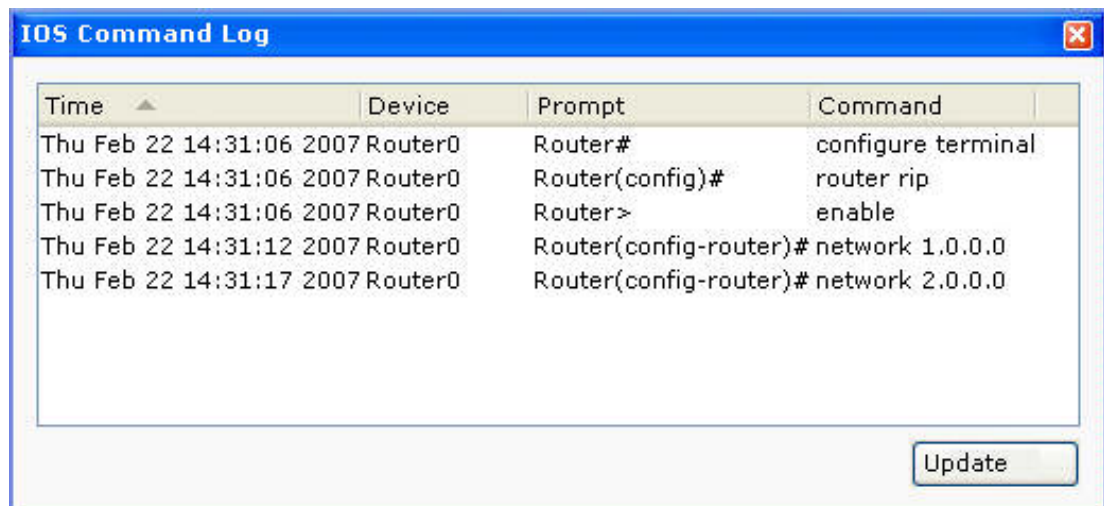 IOS Command Log
Time Device Prompt Command
Thu Feb 22 14:31:06 2007 Router0 Router# configure terminal
Thu Feb 22 14:31:06 2007 Router0 Router(config)# router rip
Thu Feb 22 14:31:06 2007 Router0 Router> enable
Thu Feb 22 14:31:12 2007 Router0 Router(config-router)# network 1.0.0.0
Thu Feb 22 14:31:17 2007 Router0 Router(config-router)# network 2.0.0.0
Update